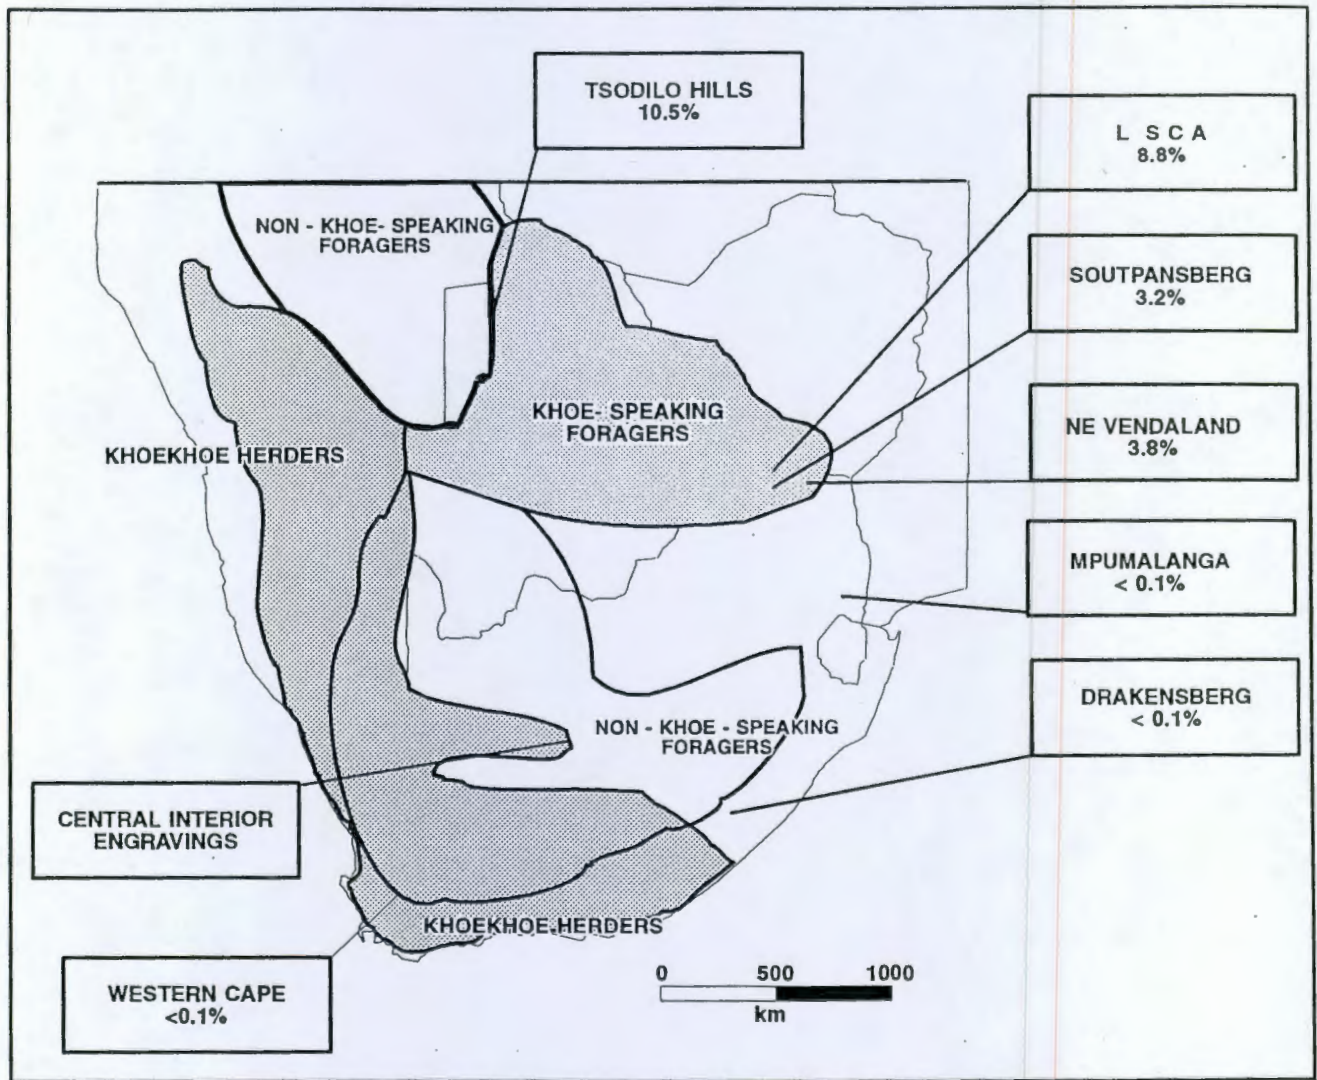 TSODILO HILLS
10.5%
L S C A
8.8%
NON - KHOE- SPEAKING
FORAGERS
SOUTPANSBERG
3.2%
KHOE- SPEAKING
FORAGERS
NE VENDALAND
3.8%
KHOEKHOE HERDERS
MPUMALANGA
< 0.1%
DRAKENSBERG
< 0.1%
NON - KHOE - SPEAKING
FORAGERS
CENTRAL INTERIOR
ENGRAVINGS
KHOEKHOE HERDERS
WESTERN CAPE
<0.1%
0 500 1000
km